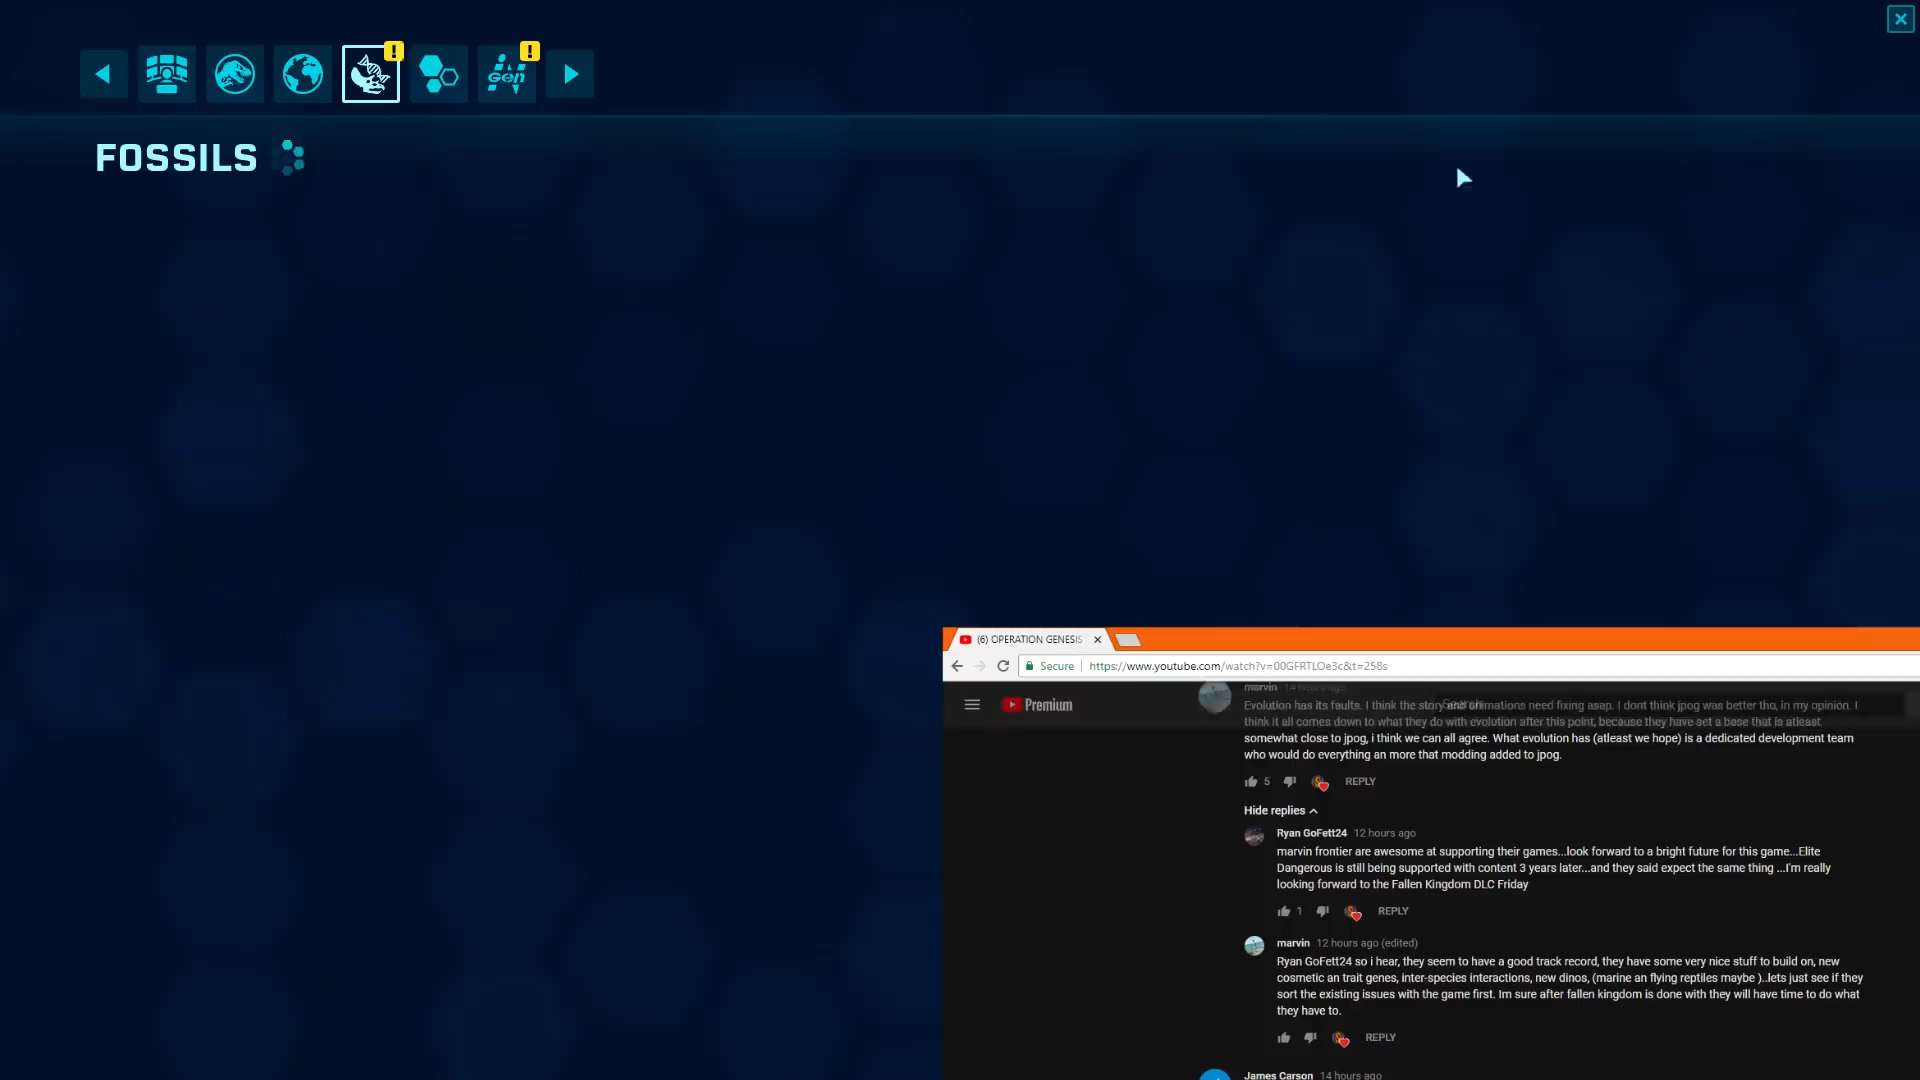 !
!
iNGen
FOSSILS
(6) OPERATION GENESIS
Secure
https://www.youtube.com/watch?v=00GFRTLOe3c&t=258s
marvin 14 hours ago
Premium
Search
Evolution has its faults. I think the story and animations need fixing asap. I dont think jpog was better tho, in my opinion. I
think it all comes down to what they do with evolution after this point, because they have set a base that is atleast
somewhat close to jpog, i think we can all agree. What evolution has (atleast we hope) is a dedicated development team
who would do everything an more that modding added to jpog.
5 REPLY
Hide replies
Ryan GoFett24 12 hours ago
marvin frontier are awesome at supporting their games...look forward to a bright future for this game...Elite
Dangerous is still being supported with content 3 years later...and they said expect the same thing ...I'm really
looking forward to the Fallen Kingdom DLC Friday
1 REPLY
marvin 12 hours ago (edited)
Ryan GoFett24 so i hear, they seem to have a good track record, they have some very nice stuff to build on, new
cosmetic an trait genes, inter-species interactions, new dinos, (marine an flying reptiles maybe )..lets just see if they
sort the existing issues with the game first. Im sure after fallen kingdom is done with they will have time to do what
they have to.
REPLY
James Carson 14 hours ago